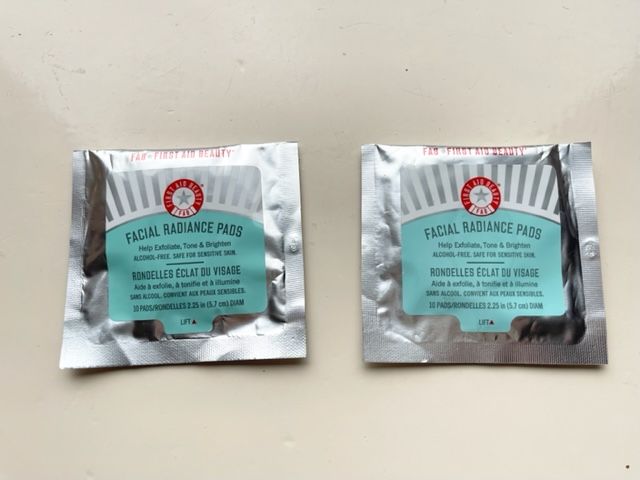 FAB - FIRST AID BEAUTY
FIRST AID BEAUTY
FACIAL RADIANCE PADS
Help Exfoliate, Tone & Brighten
ALCOHOL-FREE. SAFE FOR SENSITIVE SKIN.
RONDELLES ÉCLAT DU VISAGE
Aide à exfolie, à tonifie et à illumine
SANS ALCOOL. CONVIENT AUX PEAUX SENSIBLES.
10 PADS/RONDELLES 2.25 in (5.7 cm) DIAM
LIFT
FAB - FIRST AID BEAUTY
FIRST AID BEAUTY
FACIAL RADIANCE PADS
Help Exfoliate, Tone & Brighten
ALCOHOL-FREE. SAFE FOR SENSITIVE SKIN.
RONDELLES ÉCLAT DU VISAGE
Aide à exfolie, à tonifie et à illumine
SANS ALCOOL. CONVIENT AUX PEAUX SENSIBLES.
10 PADS/RONDELLES 2.25 in (5.7 cm) DIAM
LIFT